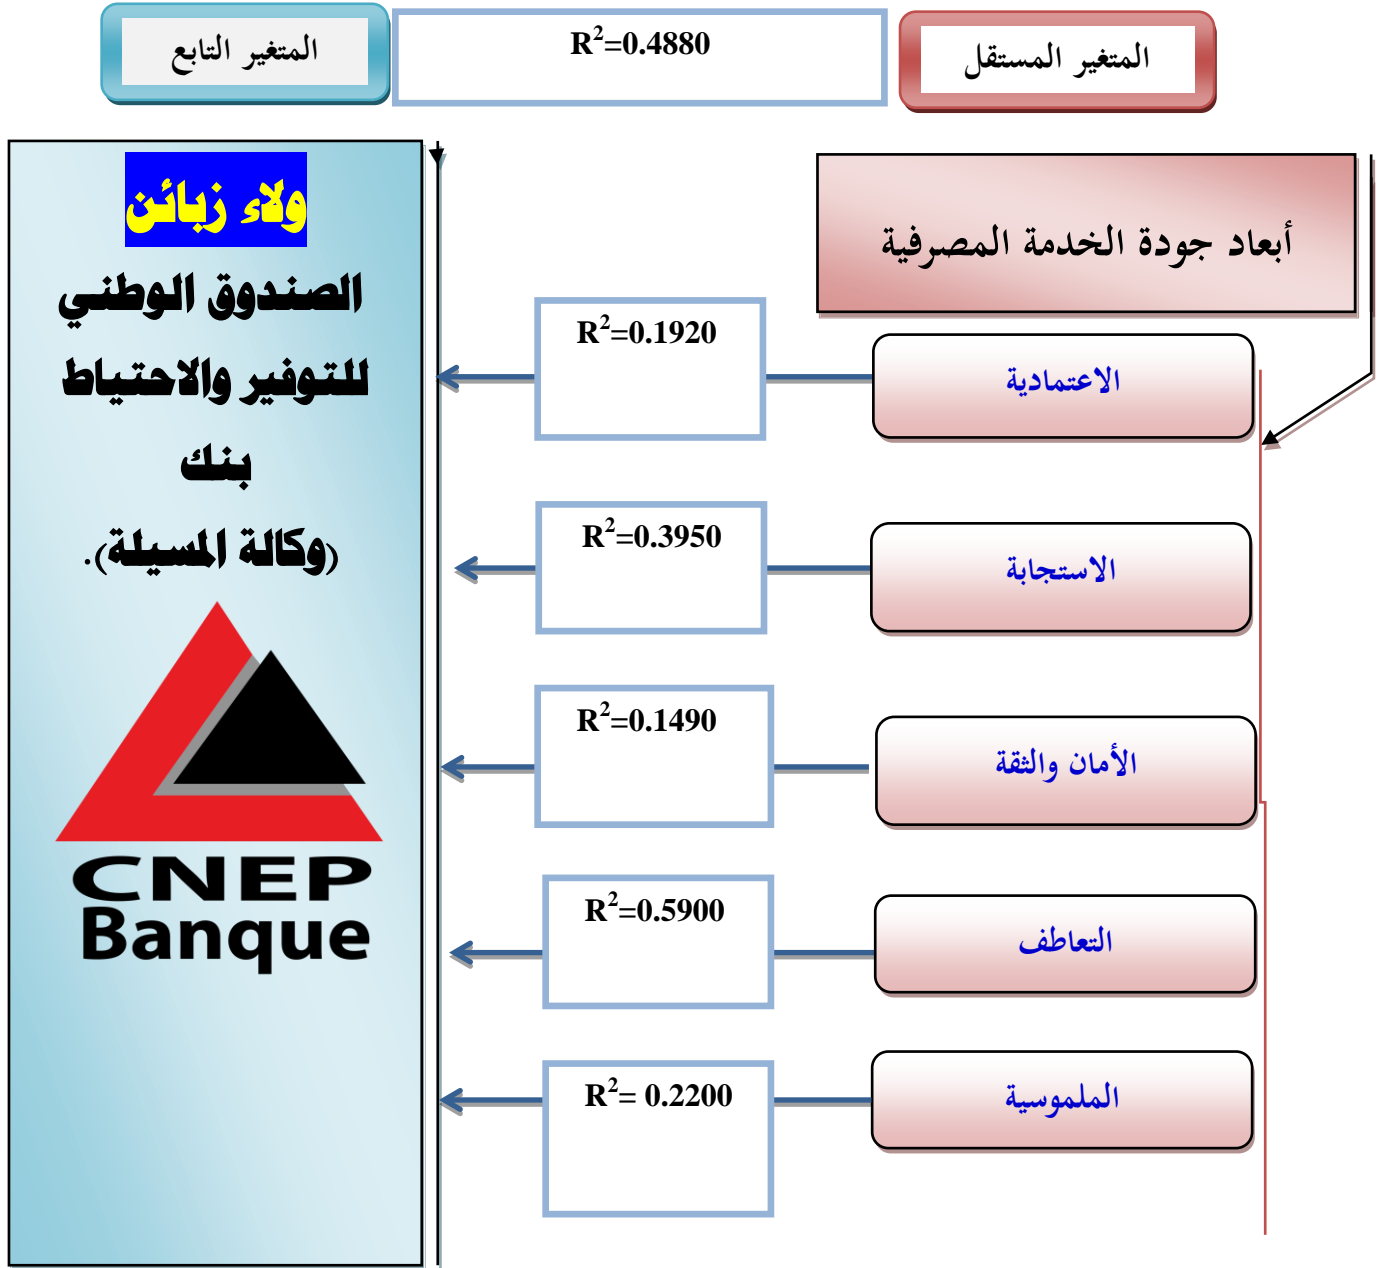 المتغير المستقل
R²=0.4880
المتغير التابع
أبعاد جودة الخدمة المصرفية
الاعتمادية
R²=0.1920
الاستجابة
R²=0.3950
الأمان والثقة
R²=0.1490
التعاطف
R²=0.5900
الملموسية
R²= 0.2200
ولاء زبائن
الصندوق الوطني
للتوفير والاحتياط
بنك
(وكالة المسيلة).
CNEP
Banque